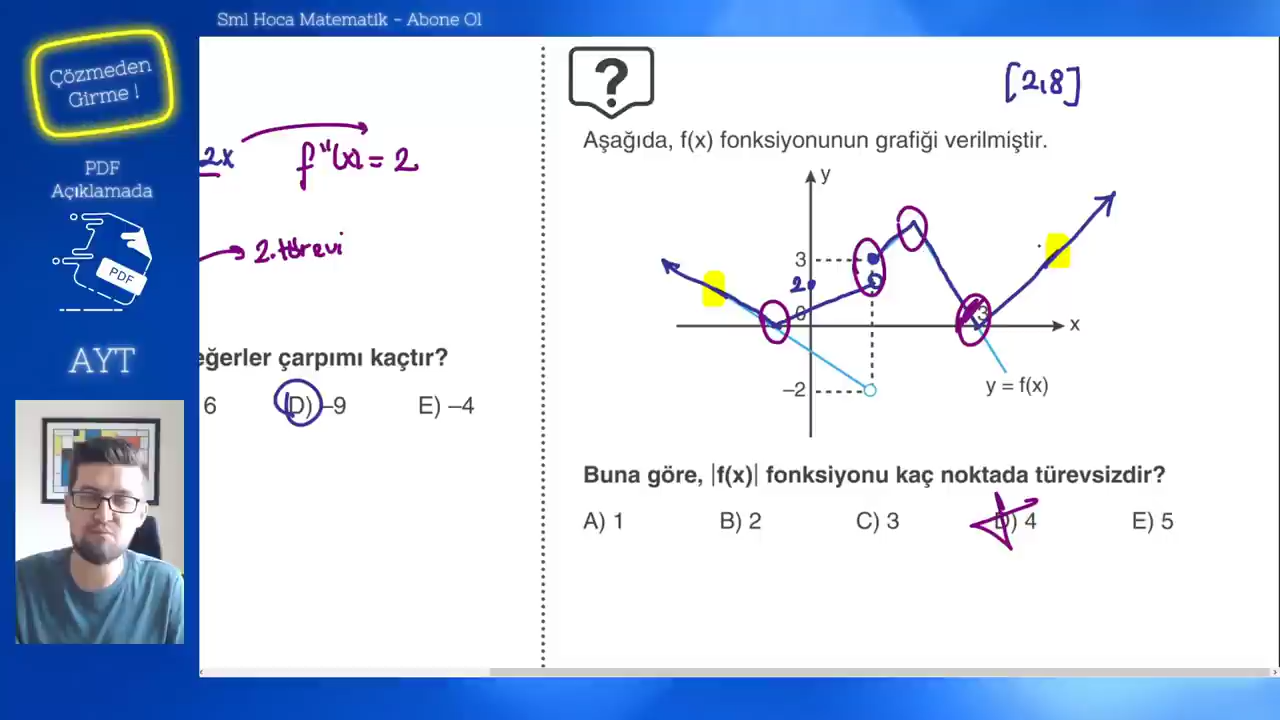 Sml Hoca Matematik - Abone Ol
Çözmeden
Girme !
PDF
Açıklamada
PDF
AYT
2x
f''(x) = 2
2.türevi
eğerler çarpımı kaçtır?
6 D) –9 E) –4
?
[2,8]
Aşağıda, f(x) fonksiyonunun grafiği verilmiştir.
y
3
2
0
3
x
–2
y = f(x)
Buna göre, |f(x)| fonksiyonu kaç noktada türevsizdir?
A) 1 B) 2 C) 3 D) 4 E) 5